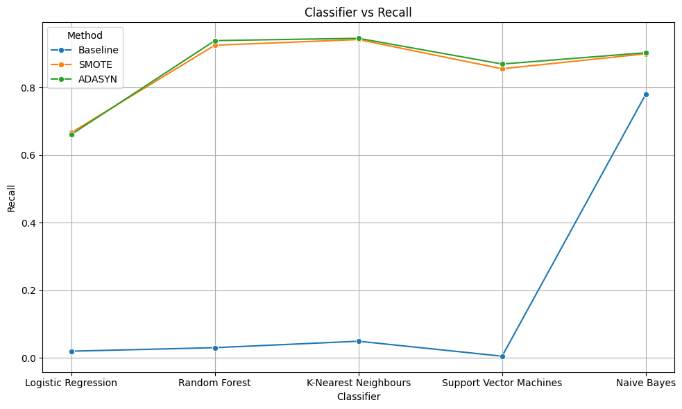 Classifier vs Recall
Method
Baseline
SMOTE
ADASYN
Recall
0.8
0.6
0.4
0.2
0.0
Logistic Regression Random Forest K-Nearest Neighbours Support Vector Machines Naive Bayes
Classifier